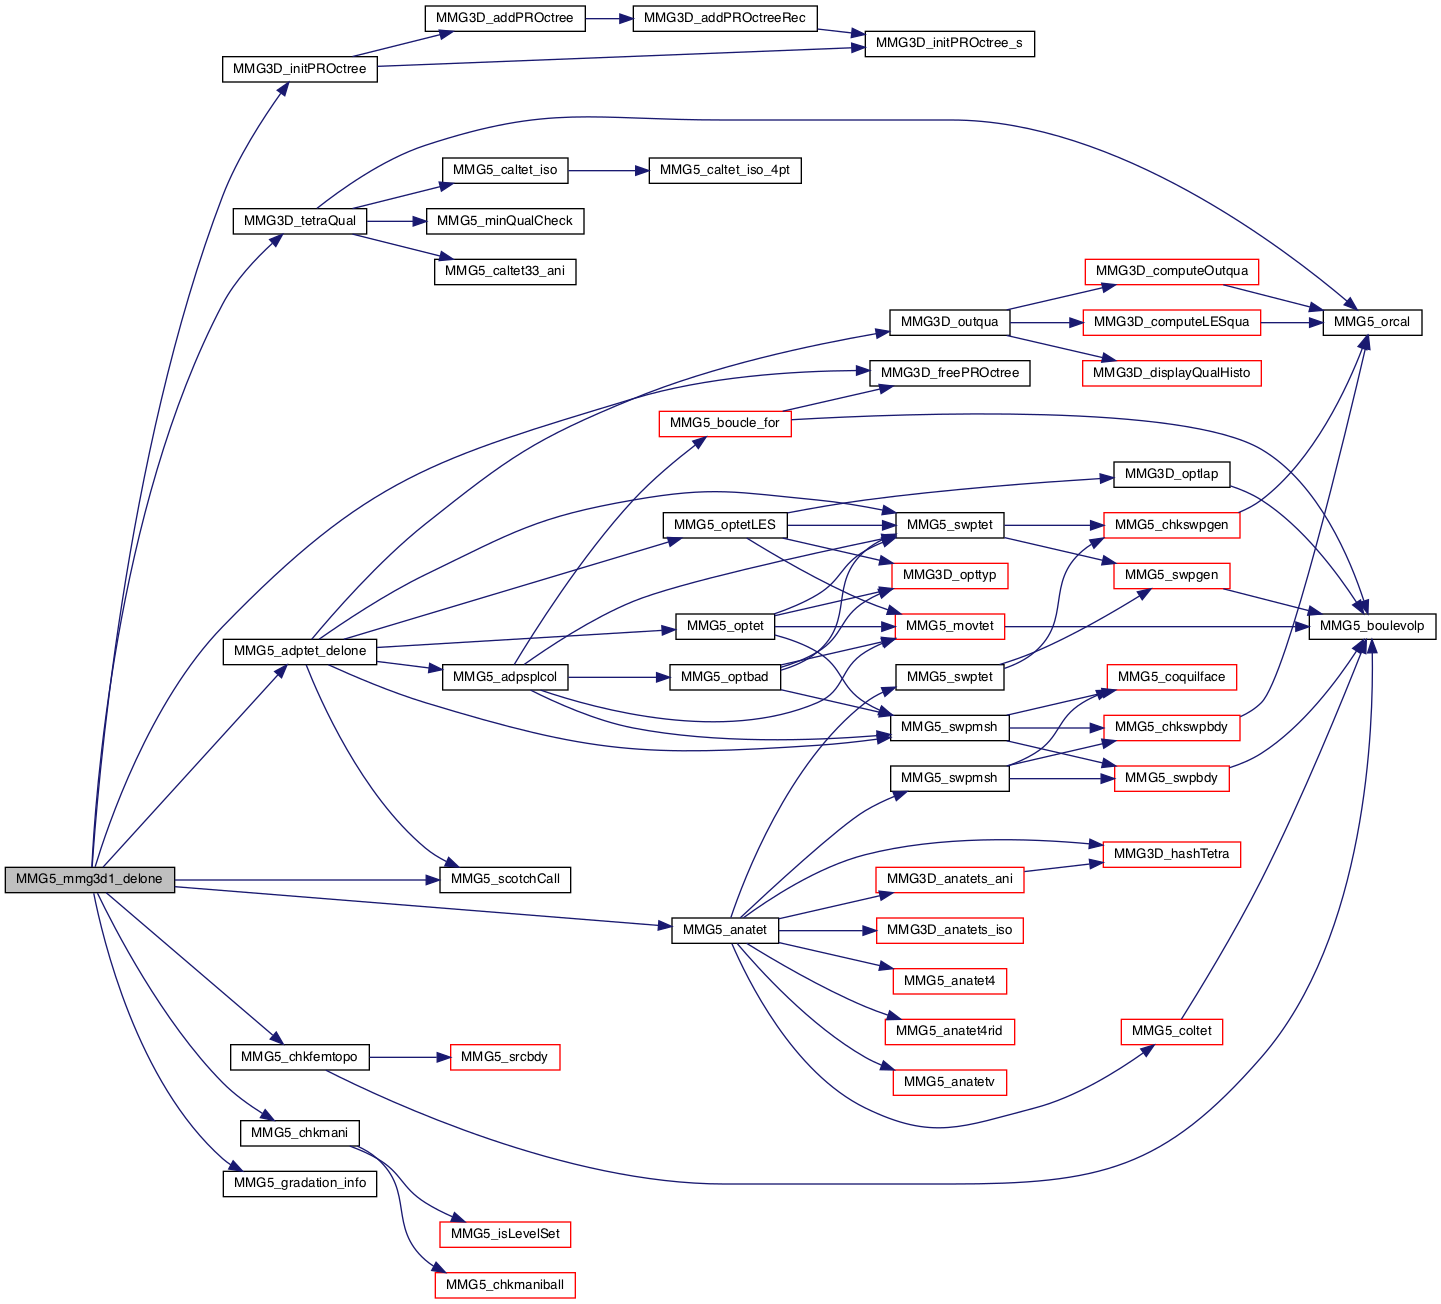 MMG3D_addPROctree
MMG3D_addPROctreeRec
MMG3D_initPROctree_s
MMG3D_initPROctree
MMG5_caltet_iso
MMG5_caltet_iso_4pt
MMG3D_tetraQual
MMG5_minQualCheck
MMG5_caltet33_ani
MMG3D_computeOutqua
MMG3D_outqua
MMG3D_computeLESqua
MMG5_orcal
MMG3D_freePROctree
MMG3D_displayQualHisto
MMG5_boucle_for
MMG3D_optlap
MMG5_optetLES
MMG5_swptet
MMG5_chkswpgen
MMG3D_opttyp
MMG5_swpgen
MMG5_optet
MMG5_movtet
MMG5_boulevolp
MMG5_adptet_delone
MMG5_adpsplcol
MMG5_optbad
MMG5_swptet
MMG5_coquilface
MMG5_swpmsh
MMG5_chkswpbdy
MMG5_swpmsh
MMG5_swpbdy
MMG3D_hashTetra
MMG5_mmg3d1_delone
MMG5_scotchCall
MMG3D_anatets_ani
MMG5_anatet
MMG3D_anatets_iso
MMG5_anatet4
MMG5_anatet4rid
MMG5_coltet
MMG5_chkfemtopo
MMG5_srcbdy
MMG5_anatetv
MMG5_chkmani
MMG5_gradation_info
MMG5_isLevelSet
MMG5_chkmaniball